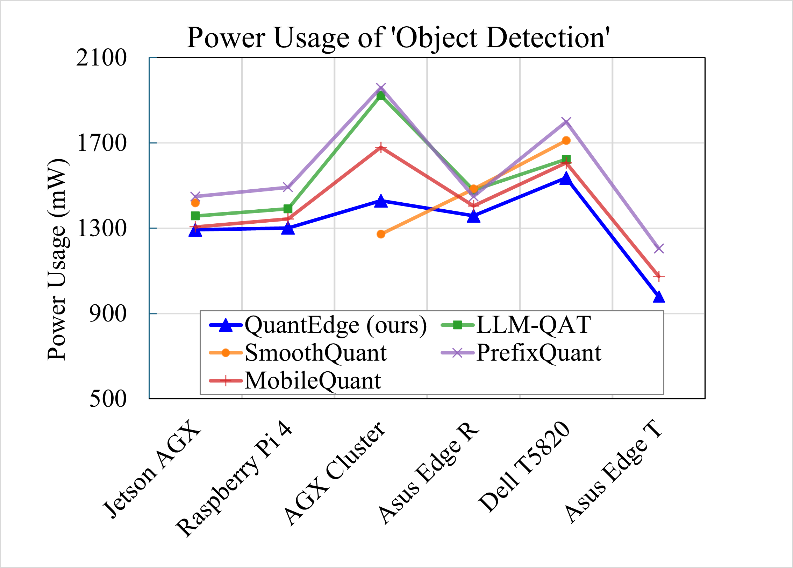 Power Usage of 'Object Detection'
Power Usage (mW)
2100
1700
1300
900
500
QuantEdge (ours) LLM-QAT
SmoothQuant PrefixQuant
MobileQuant
Jetson AGX
Raspberry Pi 4
AGX Cluster
Asus Edge R
Dell T5820
Asus Edge T